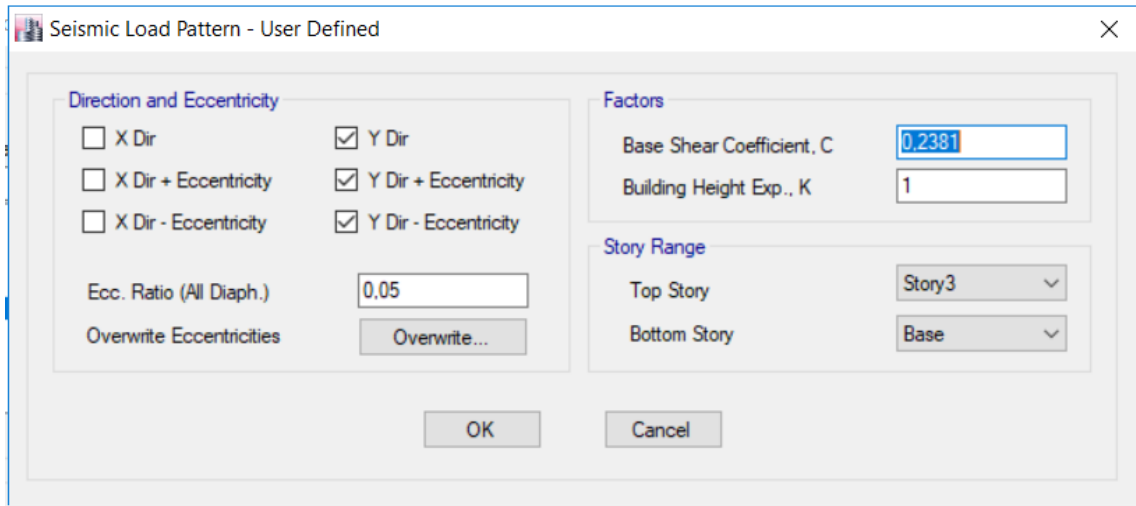 Seismic Load Pattern - User Defined
Direction and Eccentricity
X Dir
Y Dir
X Dir + Eccentricity
Y Dir + Eccentricity
X Dir - Eccentricity
Y Dir - Eccentricity
Ecc. Ratio (All Diaph.)
0,05
Overwrite Eccentricities
Overwrite...
Factors
Base Shear Coefficient, C
0,2381
Building Height Exp., K
1
Story Range
Top Story
Story3
Bottom Story
Base
OK
Cancel